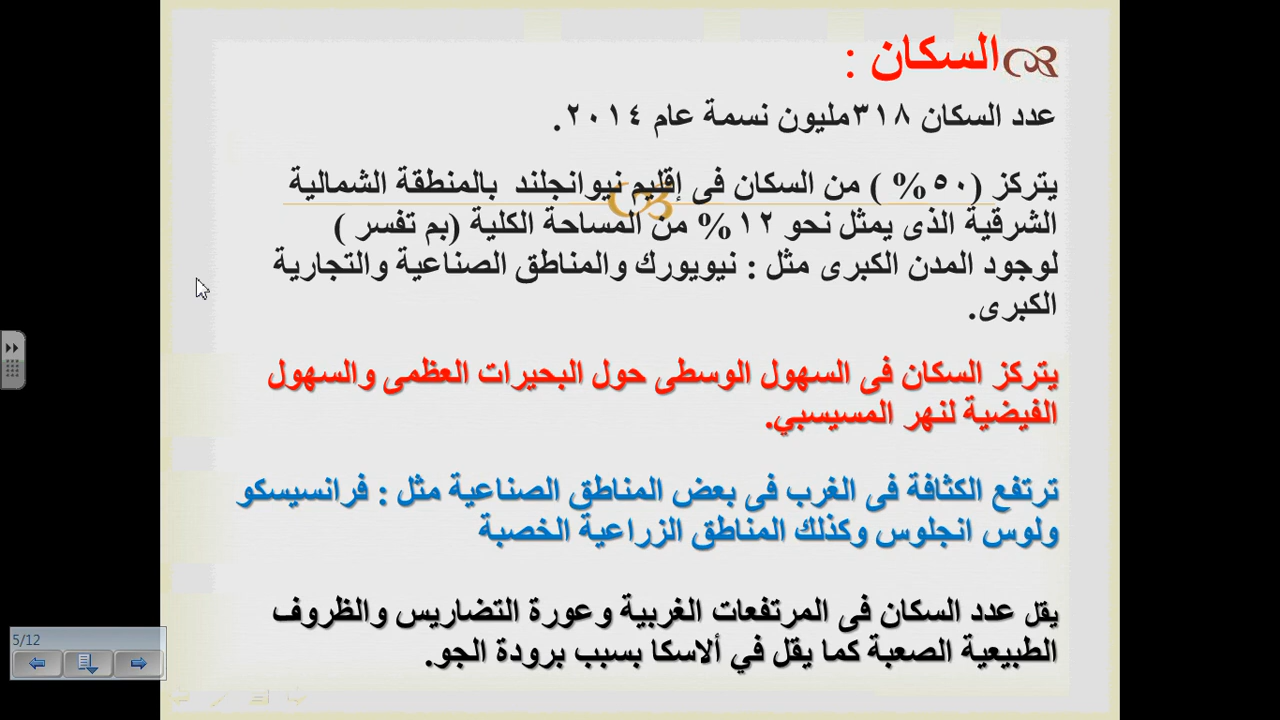 السكان :
عدد السكان ٣١٨مليون نسمة عام ٢٠١٤.
يتركز (٥٠% ) من السكان فى إقليم نيوانجلند بالمنطقة الشمالية
الشرقية الذى يمثل نحو ١٢% من المساحة الكلية (بم تفسر )
لوجود المدن الكبرى مثل : نيويورك والمناطق الصناعية والتجارية
الكبرى.
يتركز السكان فى السهول الوسطى حول البحيرات العظمى والسهول
الفيضية لنهر المسيسبي.
ترتفع الكثافة فى الغرب فى بعض المناطق الصناعية مثل : فرانسيسكو
ولوس انجلوس وكذلك المناطق الزراعية الخصبة
يقل عدد السكان فى المرتفعات الغربية وعورة التضاريس والظروف
الطبيعية الصعبة كما يقل في ألاسكا بسبب برودة الجو.
5/12